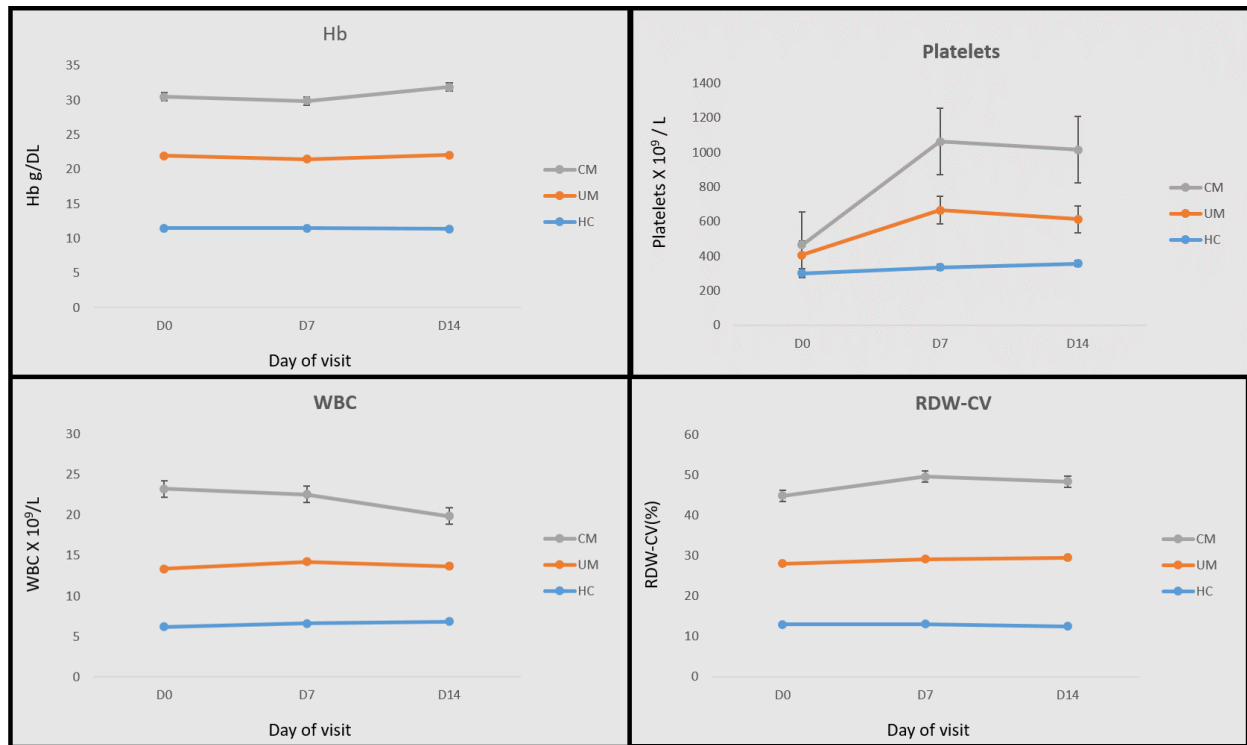 Hb
35
30
25
20
15
10
5
0
Hb g/DL
D0 D7 D14
Day of visit
CM
UM
HC
Platelets
1400
1200
1000
800
600
400
200
0
Platelets X 10⁹ / L
D0 D7 D14
CM
UM
HC
WBC
30
25
20
15
10
5
0
WBC X 10⁹/L
D0 D7 D14
Day of visit
CM
UM
HC
RDW-CV
60
50
40
30
20
10
0
RDW-CV(%)
D0 D7 D14
Day of visit
CM
UM
HC